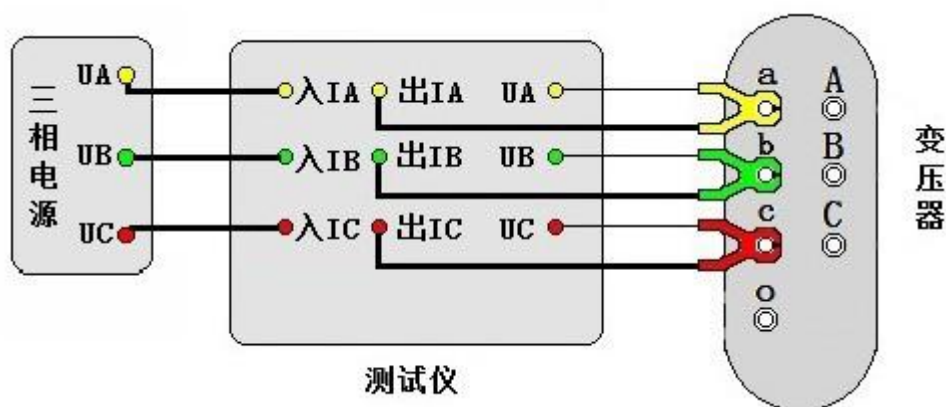 三相电源
UA
UB
UC
入IA 出IA UA
入IB 出IB UB
入IC 出IC UC
测试仪
a A
b B
c C
o
变压器